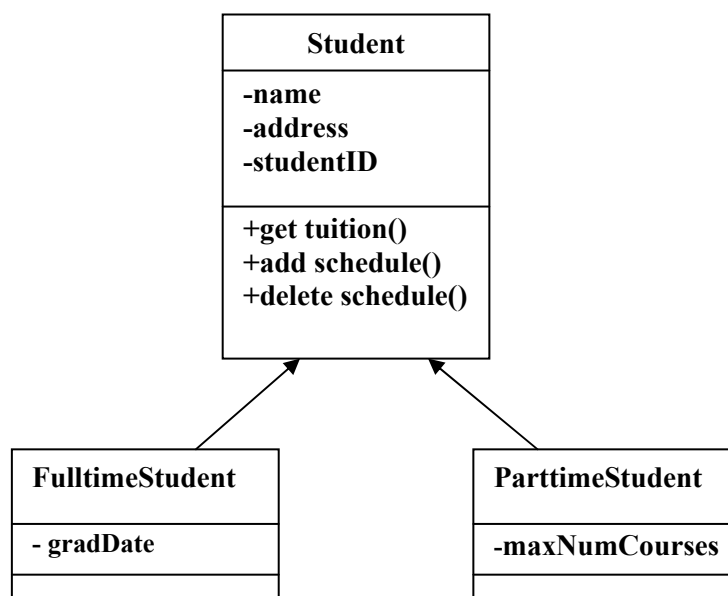 Student
-name
-address
-studentID
+get tuition()
+add schedule()
+delete schedule()
FulltimeStudent
- gradDate
ParttimeStudent
-maxNumCourses